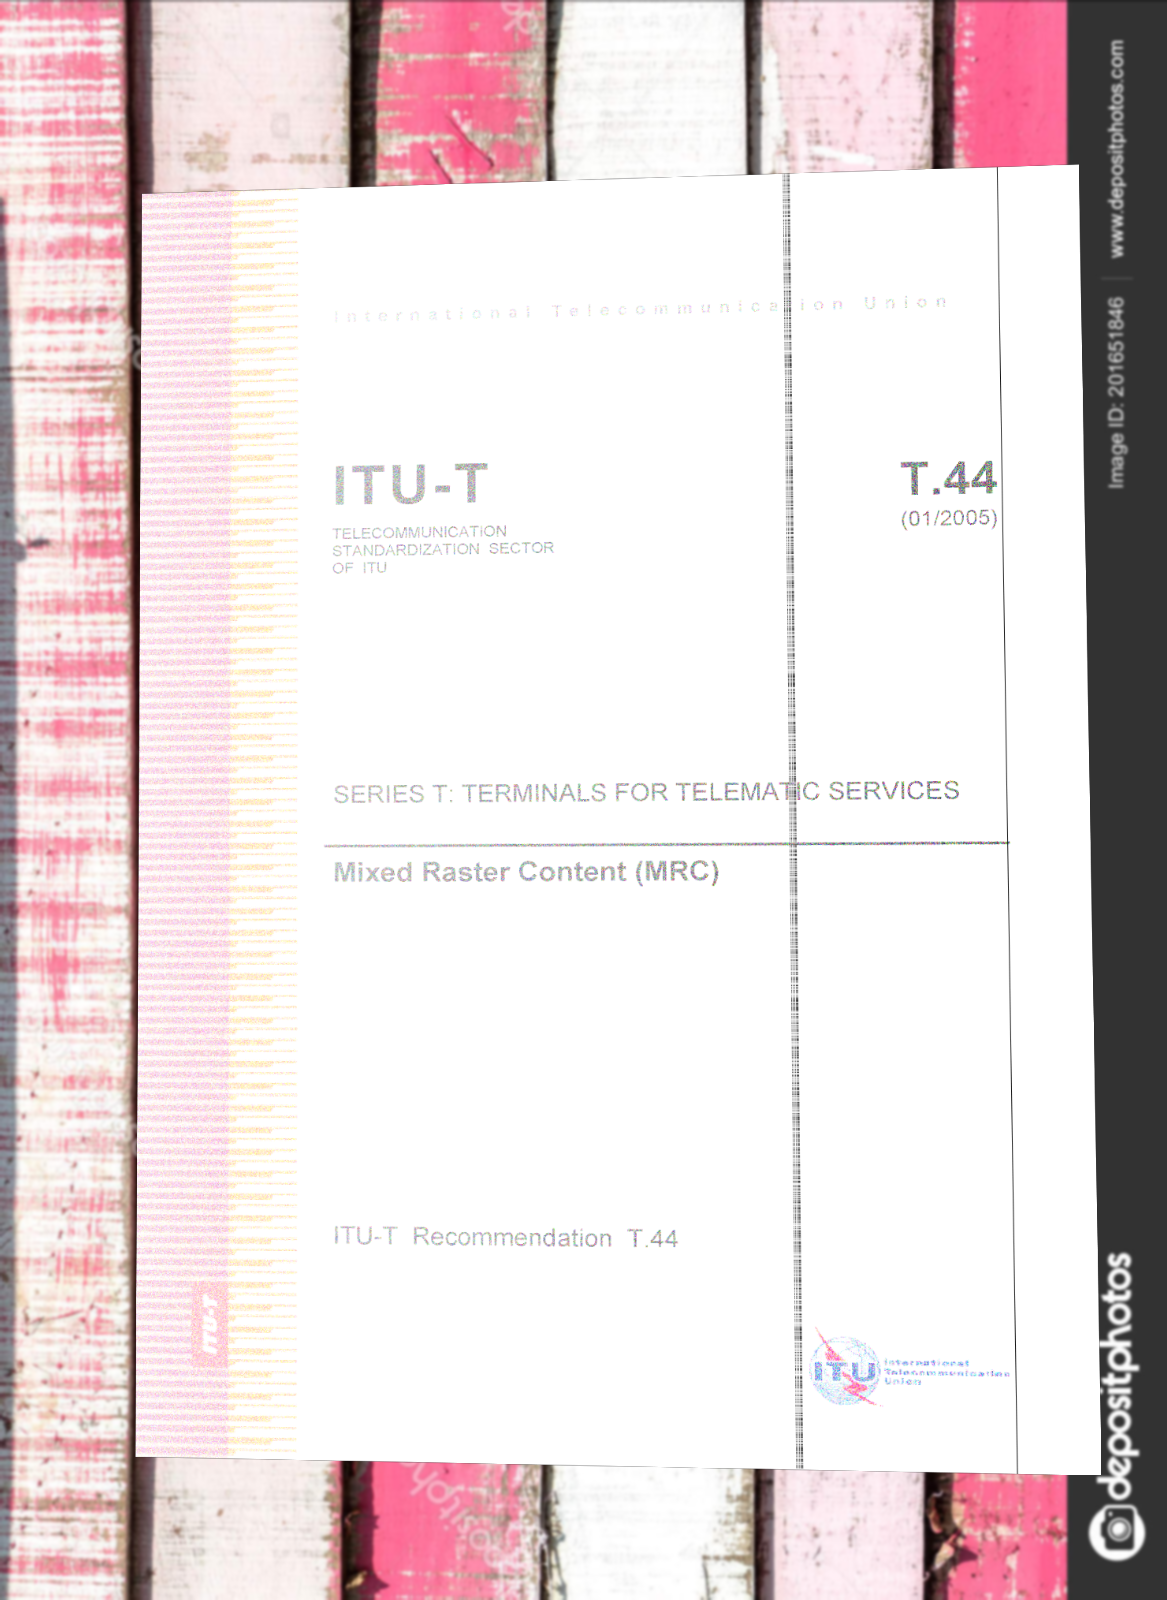 International Telecommunication Union
ITU-T
T.44
(01/2005)
TELECOMMUNICATION
STANDARDIZATION SECTOR
OF ITU
SERIES T: TERMINALS FOR TELEMATIC SERVICES
Mixed Raster Content (MRC)
ITU-T Recommendation T.44
ITU-T
ITU
International
Telecommunication
Union
www.depositphotos.com
Image ID: 201651846
depositphotos